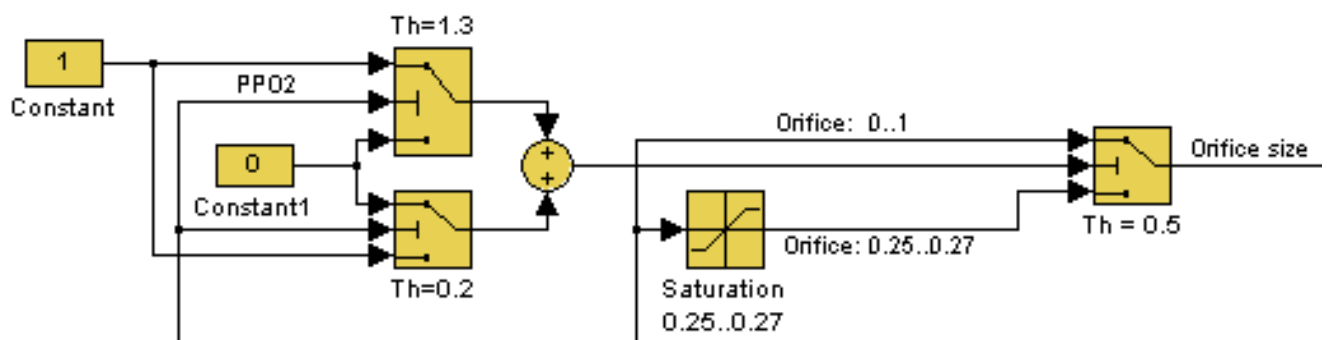 Th=1.3
1
Constant
PPO2
0
Constant1
+
+
Th=0.2
Orifice: 0..1
Orifice size
Th = 0.5
Orifice: 0.25..0.27
Saturation
0.25..0.27